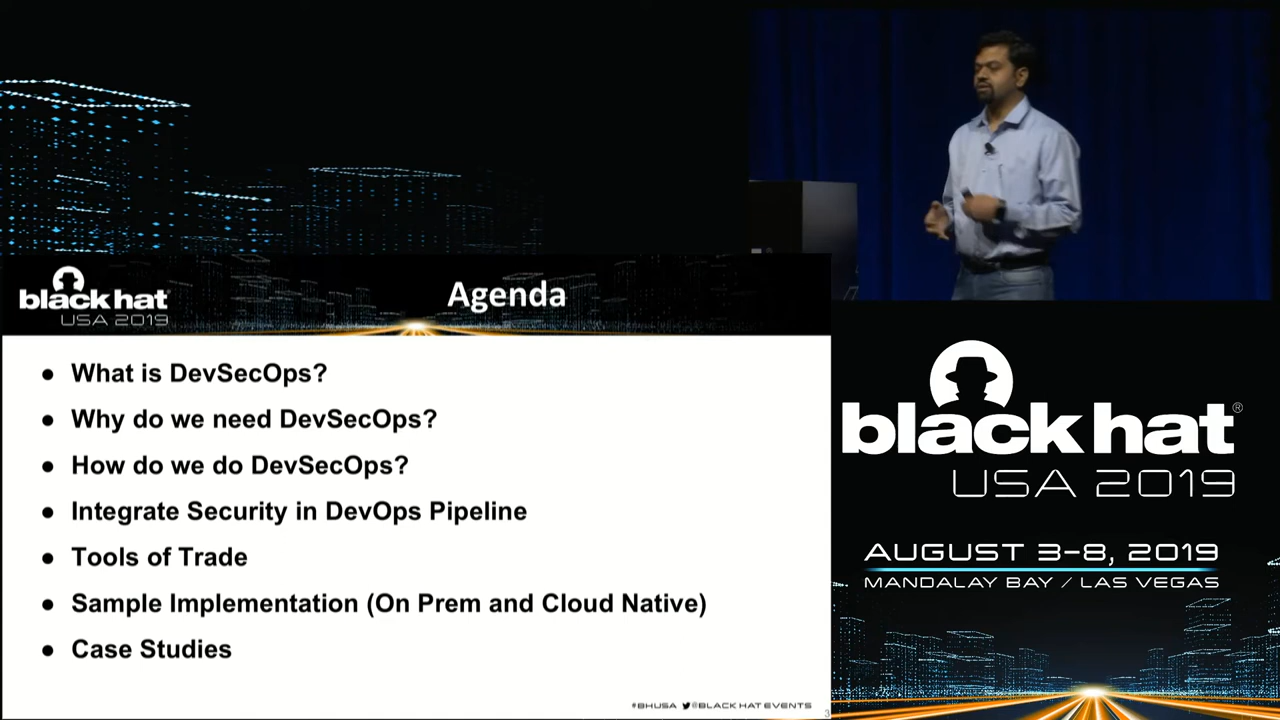 black hat
USA 2019
Agenda
● What is DevSecOps?
● Why do we need DevSecOps?
● How do we do DevSecOps?
● Integrate Security in DevOps Pipeline
● Tools of Trade
● Sample Implementation (On Prem and Cloud Native)
● Case Studies
#BHUSA @BLACK HAT EVENTS
3
black hat®
USA 2019
AUGUST 3–8, 2019
MANDALAY BAY / LAS VEGAS